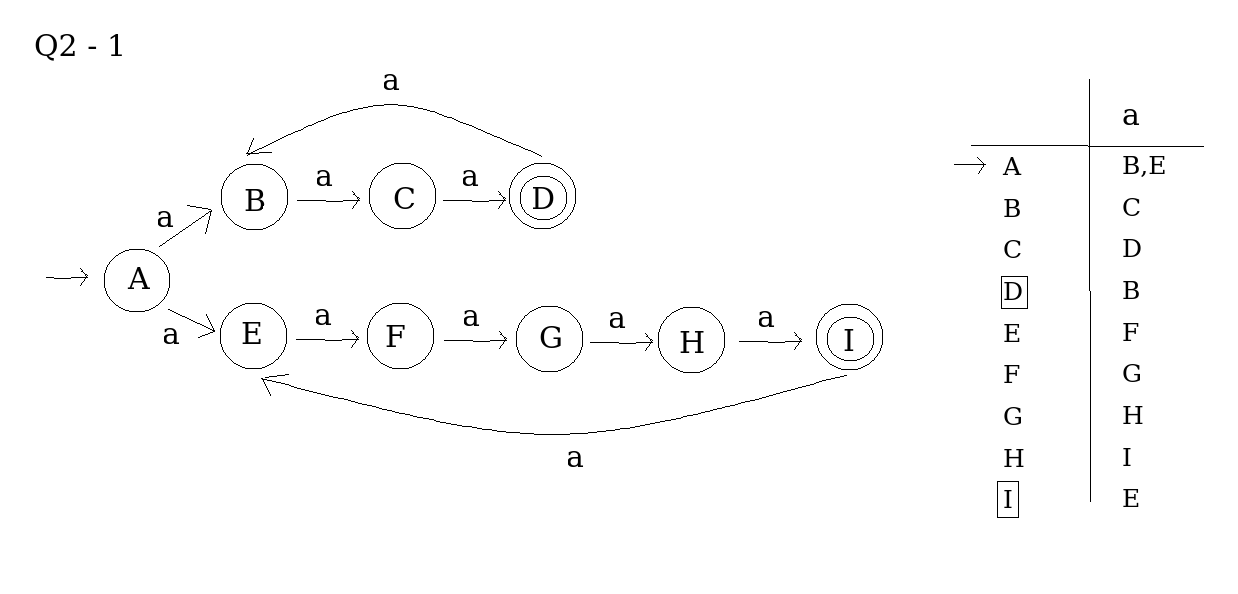 Q2 - 1
a
a
a
a
B
C
D
A
a
a
a
a
a
E
F
G
H
I
a
a
A B,E
B C
C D
D B
E F
F G
G H
H I
I E